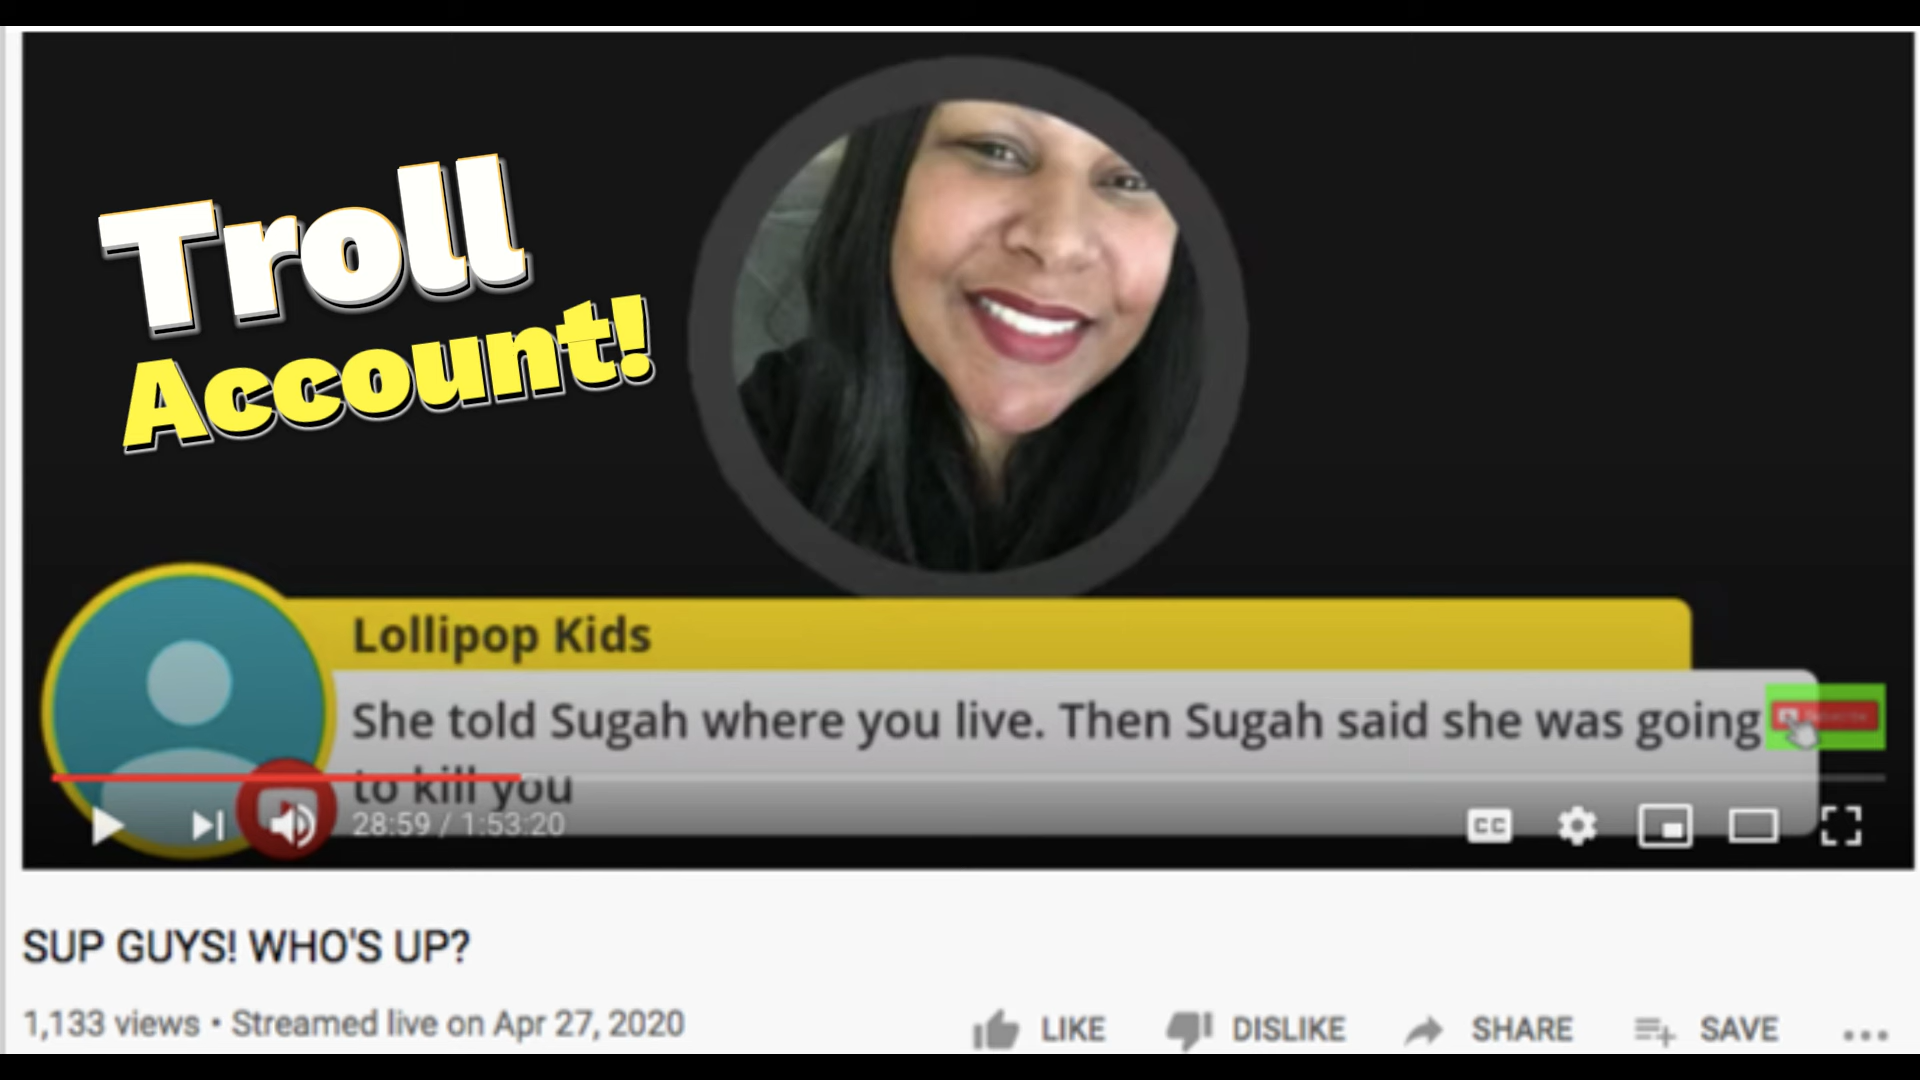 Troll
Account!
Lollipop Kids
She told Sugah where you live. Then Sugah said she was going
to kill you
28:59 / 1:53:20
CC
SUP GUYS! WHO'S UP?
1,133 views • Streamed live on Apr 27, 2020
LIKE DISLIKE SHARE SAVE